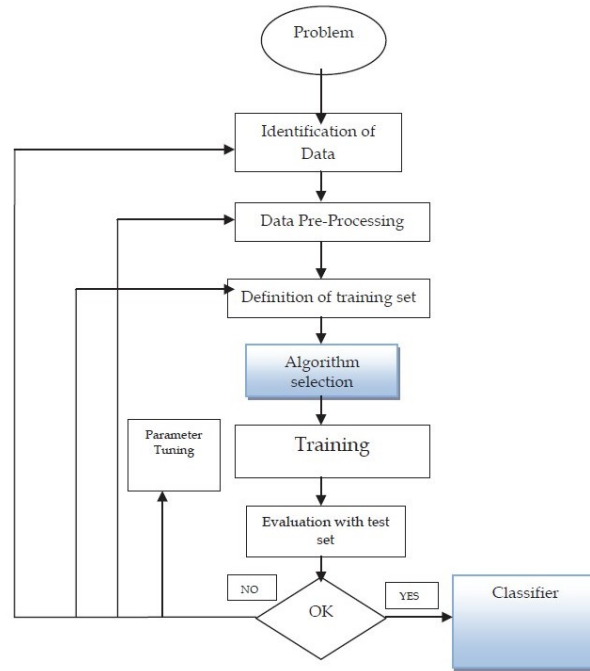 Problem
Identification of
Data
Data Pre-Processing
Definition of training set
Algorithm
selection
Parameter
Tuning
Training
Evaluation with test
set
NO
OK
YES
Classifier